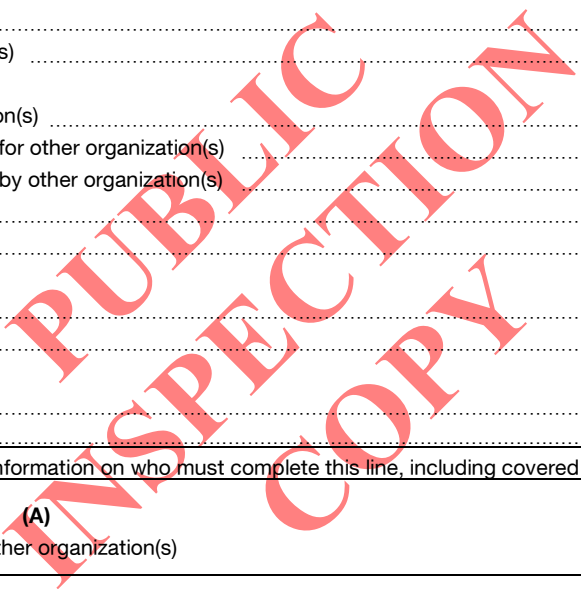 s)
on(s)
for other organization(s)
by other organization(s)
nformation on who must complete this line, including covered
(A)
ther organization(s)
PUBLIC
INSPECTION
COPY